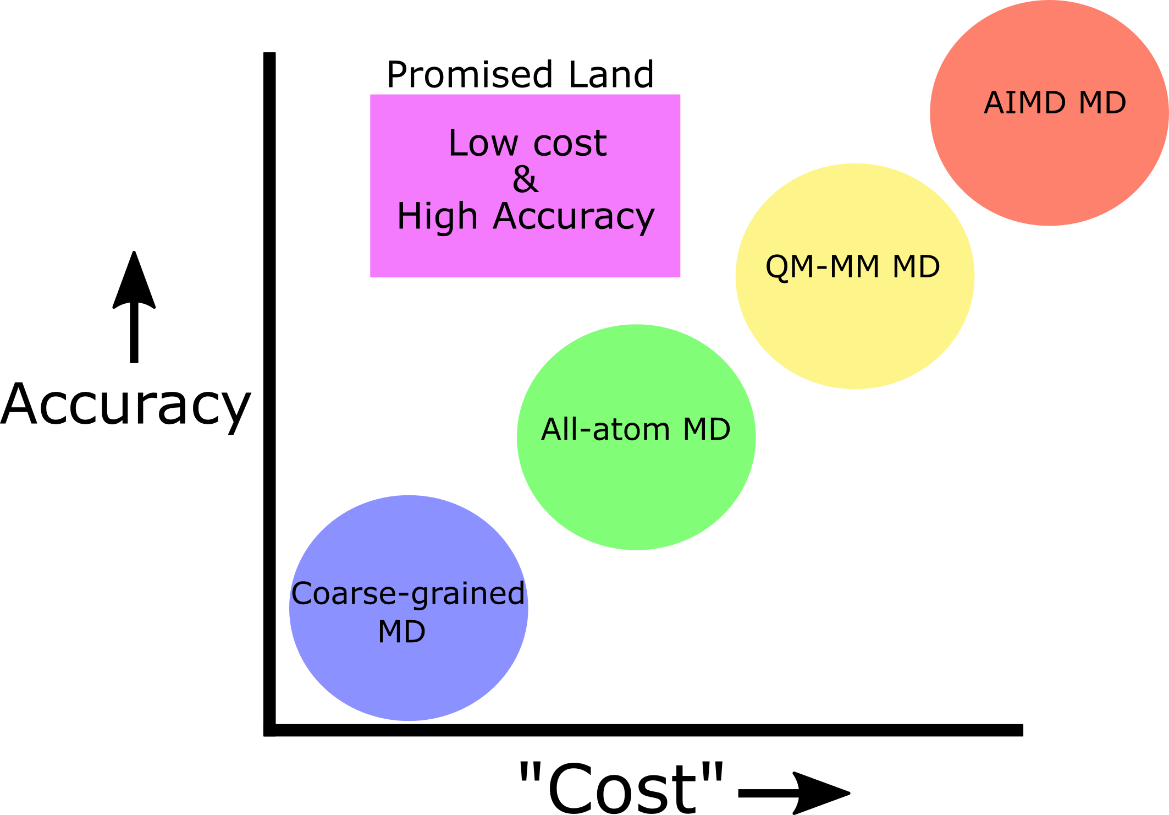 Promised Land
Low cost
&
High Accuracy
AIMD MD
QM-MM MD
Accuracy
All-atom MD
Coarse-grained
MD
"Cost"